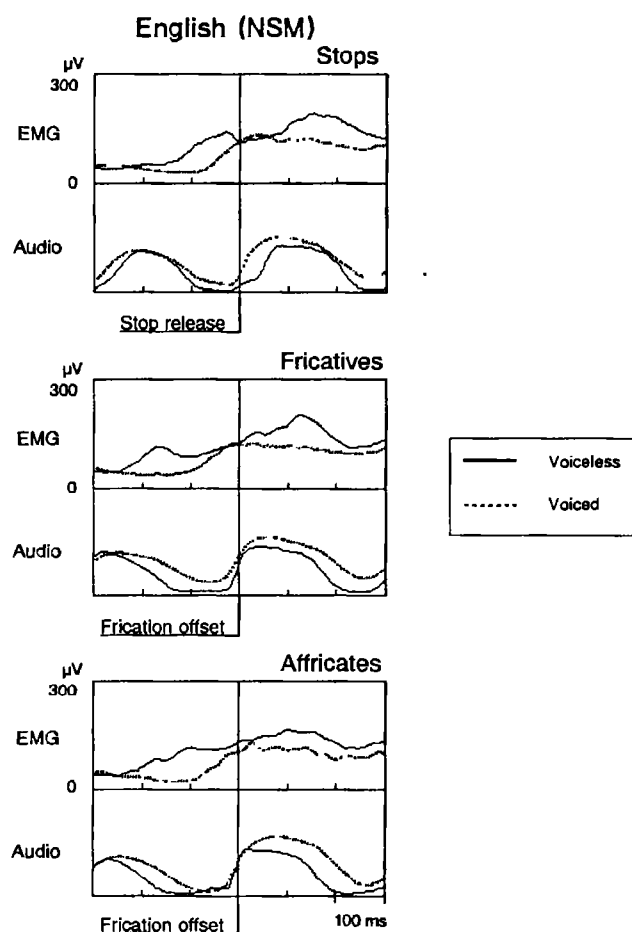 English (NSM)
Stops
µV
300
EMG
0
Audio
Stop release
Fricatives
µV
300
EMG
0
Audio
Frication offset
Voiceless
Voiced
Affricates
µV
300
EMG
0
Audio
Frication offset
100 ms